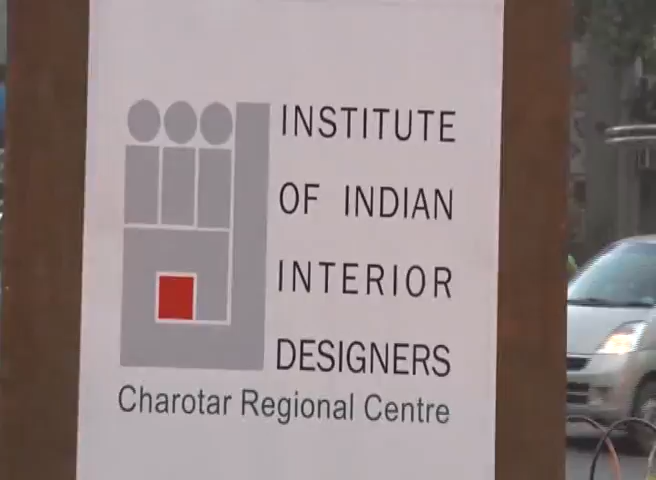 INSTITUTE
OF INDIAN
INTERIOR
DESIGNERS
Charotar Regional Centre